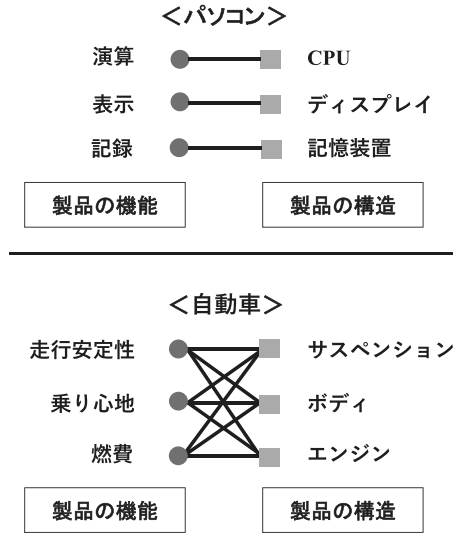 ＜パソコン＞
演算 CPU
表示 ディスプレイ
記録 記憶装置
製品の機能 製品の構造
＜自動車＞
走行安定性 サスペンション
乗り心地 ボディ
燃費 エンジン
製品の機能 製品の構造